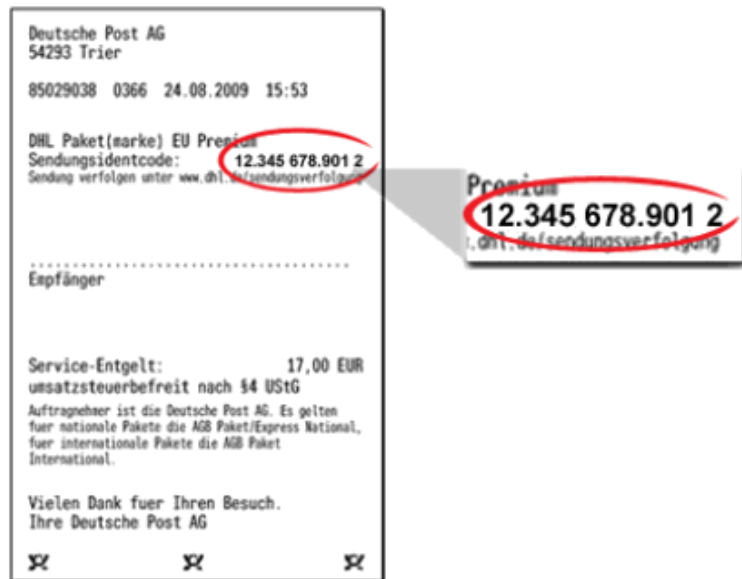 Deutsche Post AG
54293 Trier
85029038 0366 24.08.2009 15:53
DHL Paket(marke) EU Premium
Sendungsidentcode: 12.345 678.901 2
Sendung verfolgen unter www.dhl.de/sendungsverfolgung
Empfänger
Service-Entgelt: 17,00 EUR
umsatzsteuerbefreit nach §4 UStG
Auftragnehmer ist die Deutsche Post AG. Es gelten
fuer nationale Pakete die AGB Paket/Express National,
fuer internationale Pakete die AGB Paket
International.
Vielen Dank fuer Ihren Besuch.
Ihre Deutsche Post AG
Premium
12.345 678.901 2
.dhl.de/sendungsverfolgung